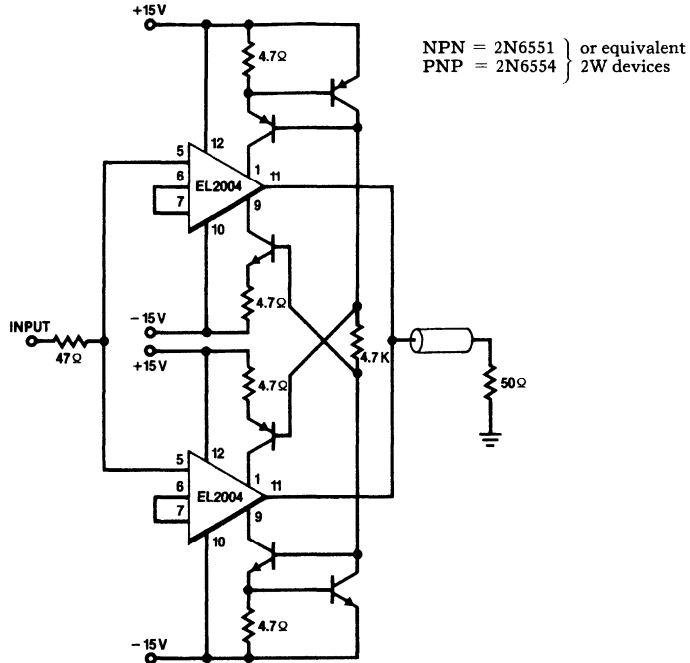 +15V
4.7Ω
NPN = 2N6551 } or equivalent
PNP = 2N6554 } 2W devices
12
5
6
7
EL2004
1
11
9
10
4.7Ω
-15V
+15V
INPUT
47Ω
4.7K
4.7Ω
50Ω
12
5
6
7
EL2004
1
11
9
10
4.7Ω
-15V